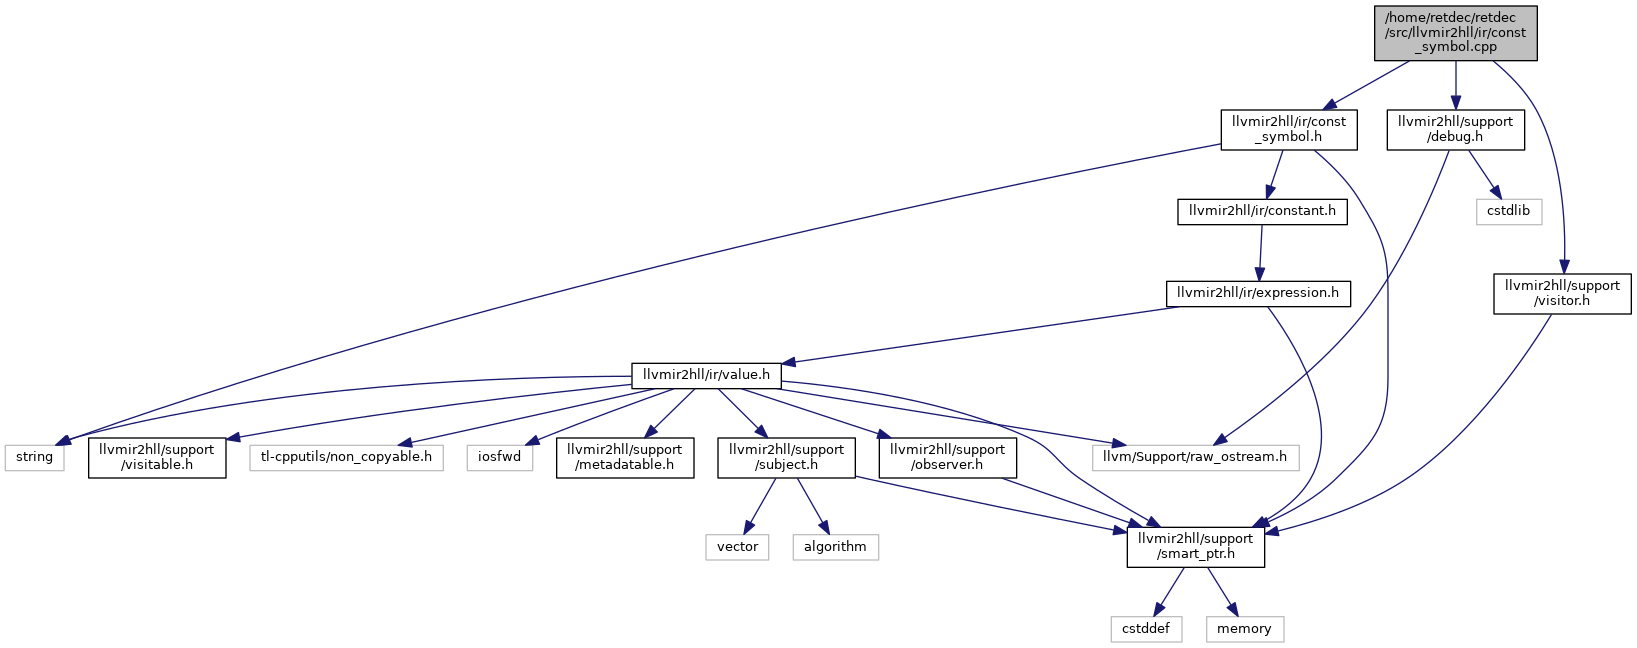 /home/retdec/retdec
/src/llvmir2hll/ir/const
_symbol.cpp
llvmir2hll/ir/const
_symbol.h
llvmir2hll/support
/debug.h
llvmir2hll/ir/constant.h
cstdlib
llvmir2hll/ir/expression.h
llvmir2hll/support
/visitor.h
llvmir2hll/ir/value.h
string
llvmir2hll/support
/visitable.h
tl-cpputils/non_copyable.h
iosfwd
llvmir2hll/support
/metadatable.h
llvmir2hll/support
/subject.h
llvmir2hll/support
/observer.h
llvm/Support/raw_ostream.h
vector
algorithm
llvmir2hll/support
/smart_ptr.h
cstddef
memory